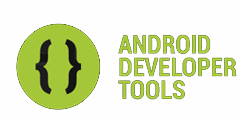 {}
ANDROID
DEVELOPER
TOOLS